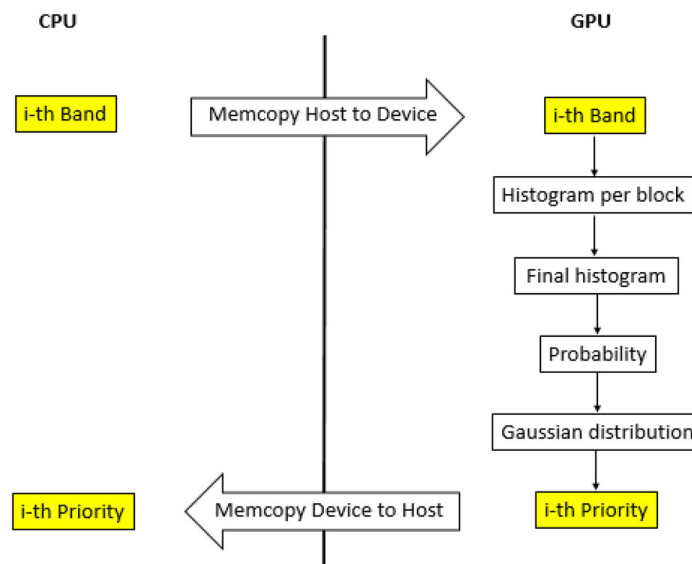 CPU
GPU
i-th Band
Memcopy Host to Device
i-th Band
Histogram per block
Final histogram
Probability
Gaussian distribution
i-th Priority
Memcopy Device to Host
i-th Priority